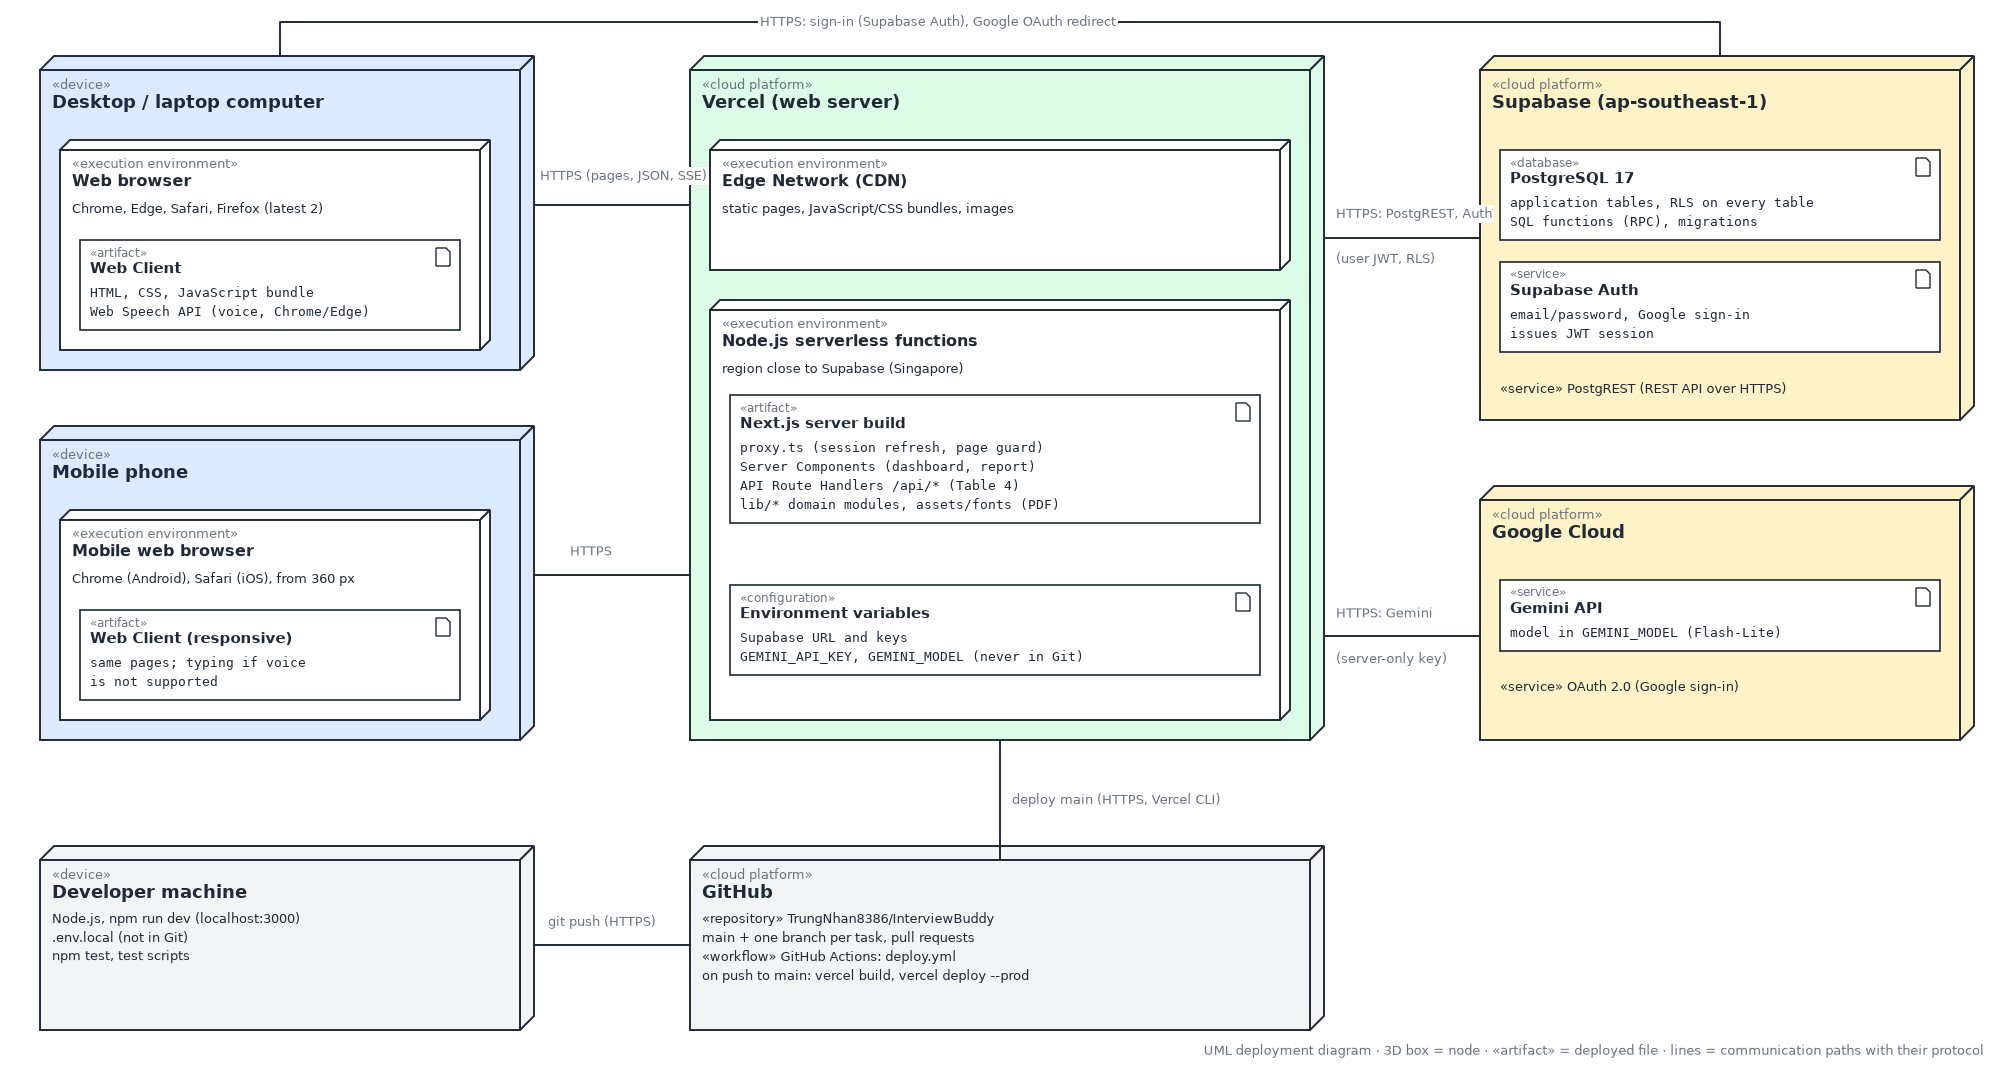 HTTPS: sign-in (Supabase Auth), Google OAuth redirect
«device»
Desktop / laptop computer
«execution environment»
Web browser
Chrome, Edge, Safari, Firefox (latest 2)
«artifact»
Web Client
HTML, CSS, JavaScript bundle
Web Speech API (voice, Chrome/Edge)
HTTPS (pages, JSON, SSE)
«cloud platform»
Vercel (web server)
«execution environment»
Edge Network (CDN)
static pages, JavaScript/CSS bundles, images
«execution environment»
Node.js serverless functions
region close to Supabase (Singapore)
«artifact»
Next.js server build
proxy.ts (session refresh, page guard)
Server Components (dashboard, report)
API Route Handlers /api/* (Table 4)
lib/* domain modules, assets/fonts (PDF)
«configuration»
Environment variables
Supabase URL and keys
GEMINI_API_KEY, GEMINI_MODEL (never in Git)
HTTPS: PostgREST, Auth
(user JWT, RLS)
«cloud platform»
Supabase (ap-southeast-1)
«database»
PostgreSQL 17
application tables, RLS on every table
SQL functions (RPC), migrations
«service»
Supabase Auth
email/password, Google sign-in
issues JWT session
«service» PostgREST (REST API over HTTPS)
«device»
Mobile phone
«execution environment»
Mobile web browser
Chrome (Android), Safari (iOS), from 360 px
«artifact»
Web Client (responsive)
same pages; typing if voice
is not supported
HTTPS
HTTPS: Gemini
(server-only key)
«cloud platform»
Google Cloud
«service»
Gemini API
model in GEMINI_MODEL (Flash-Lite)
«service» OAuth 2.0 (Google sign-in)
deploy main (HTTPS, Vercel CLI)
«device»
Developer machine
Node.js, npm run dev (localhost:3000)
.env.local (not in Git)
npm test, test scripts
git push (HTTPS)
«cloud platform»
GitHub
«repository» TrungNhan8386/InterviewBuddy
main + one branch per task, pull requests
«workflow» GitHub Actions: deploy.yml
on push to main: vercel build, vercel deploy --prod
UML deployment diagram · 3D box = node · «artifact» = deployed file · lines = communication paths with their protocol